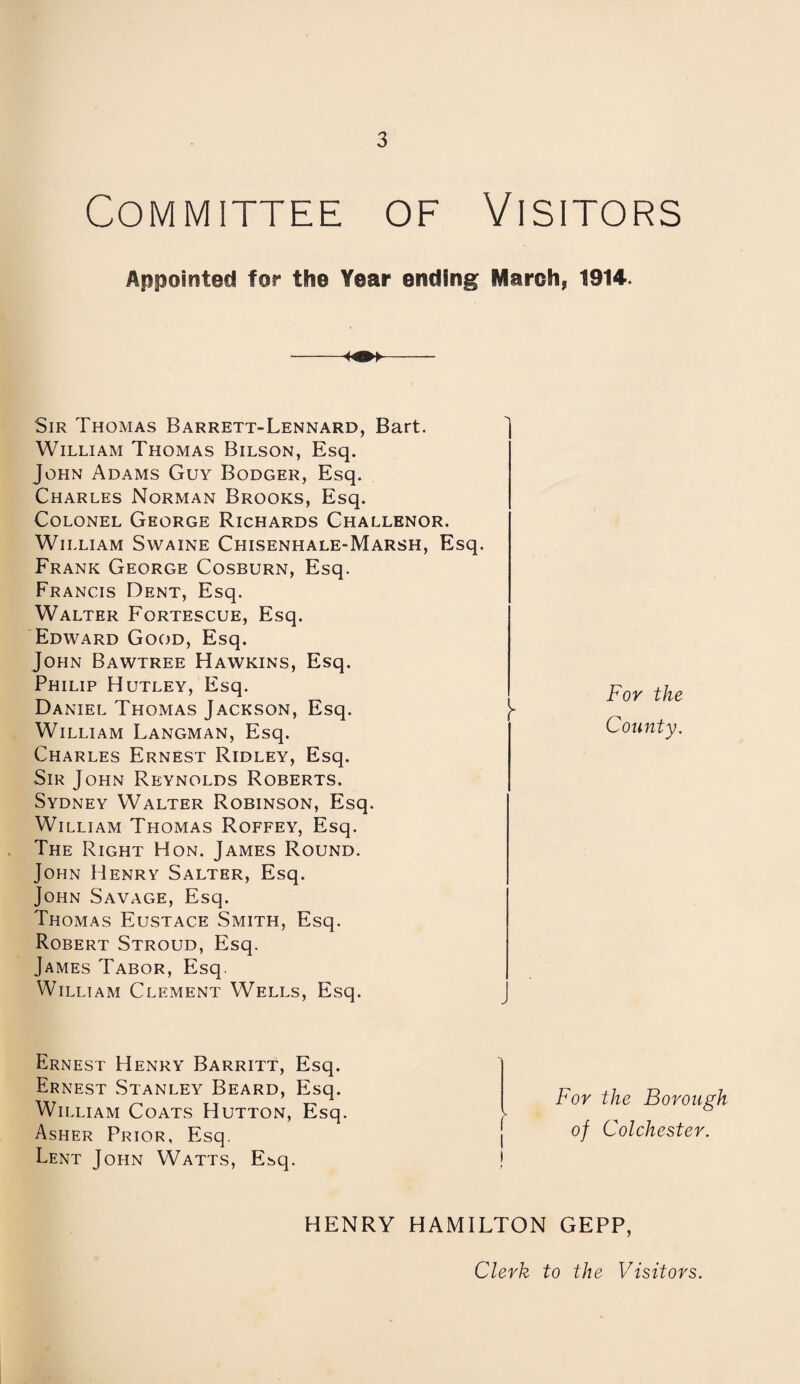 3
COMMITTEE OF VISITORS
Appointed for the Year ending March, 1914.
SIR THOMAS BARRETT-LENNARD, Bart.
WILLIAM THOMAS BILSON, Esq.
JOHN ADAMS GUY BODGER, Esq.
CHARLES NORMAN BROOKS, Esq.
COLONEL GEORGE RICHARDS CHALLENOR.
WILLIAM SWAINE CHISENHALE-MARSH, Esq.
FRANK GEORGE COSBURN, Esq.
FRANCIS DENT, Esq.
WALTER FORTESCUE, Esq.
EDWARD GOOD, Esq.
JOHN BAWTREE HAWKINS, Esq.
PHILIP HUTLEY, Esq.
DANIEL THOMAS JACKSON, Esq.
WILLIAM LANGMAN, Esq.
CHARLES ERNEST RIDLEY, Esq.
SIR JOHN REYNOLDS ROBERTS.
SYDNEY WALTER ROBINSON, Esq.
WILLIAM THOMAS ROFFEY, Esq.
THE RIGHT HON. JAMES ROUND.
JOHN HENRY SALTER, Esq.
JOHN SAVAGE, Esq.
THOMAS EUSTACE SMITH, Esq.
ROBERT STROUD, Esq.
JAMES TABOR, Esq.
WILLIAM CLEMENT WELLS, Esq.
For the
County.
ERNEST HENRY BARRITT, Esq.
ERNEST STANLEY BEARD, Esq.
WILLIAM COATS HUTTON, Esq.
ASHER PRIOR, Esq.
LENT JOHN WATTS, Esq.
For the Borough
of Colchester.
HENRY HAMILTON GEPP,
Clerk to the Visitors.